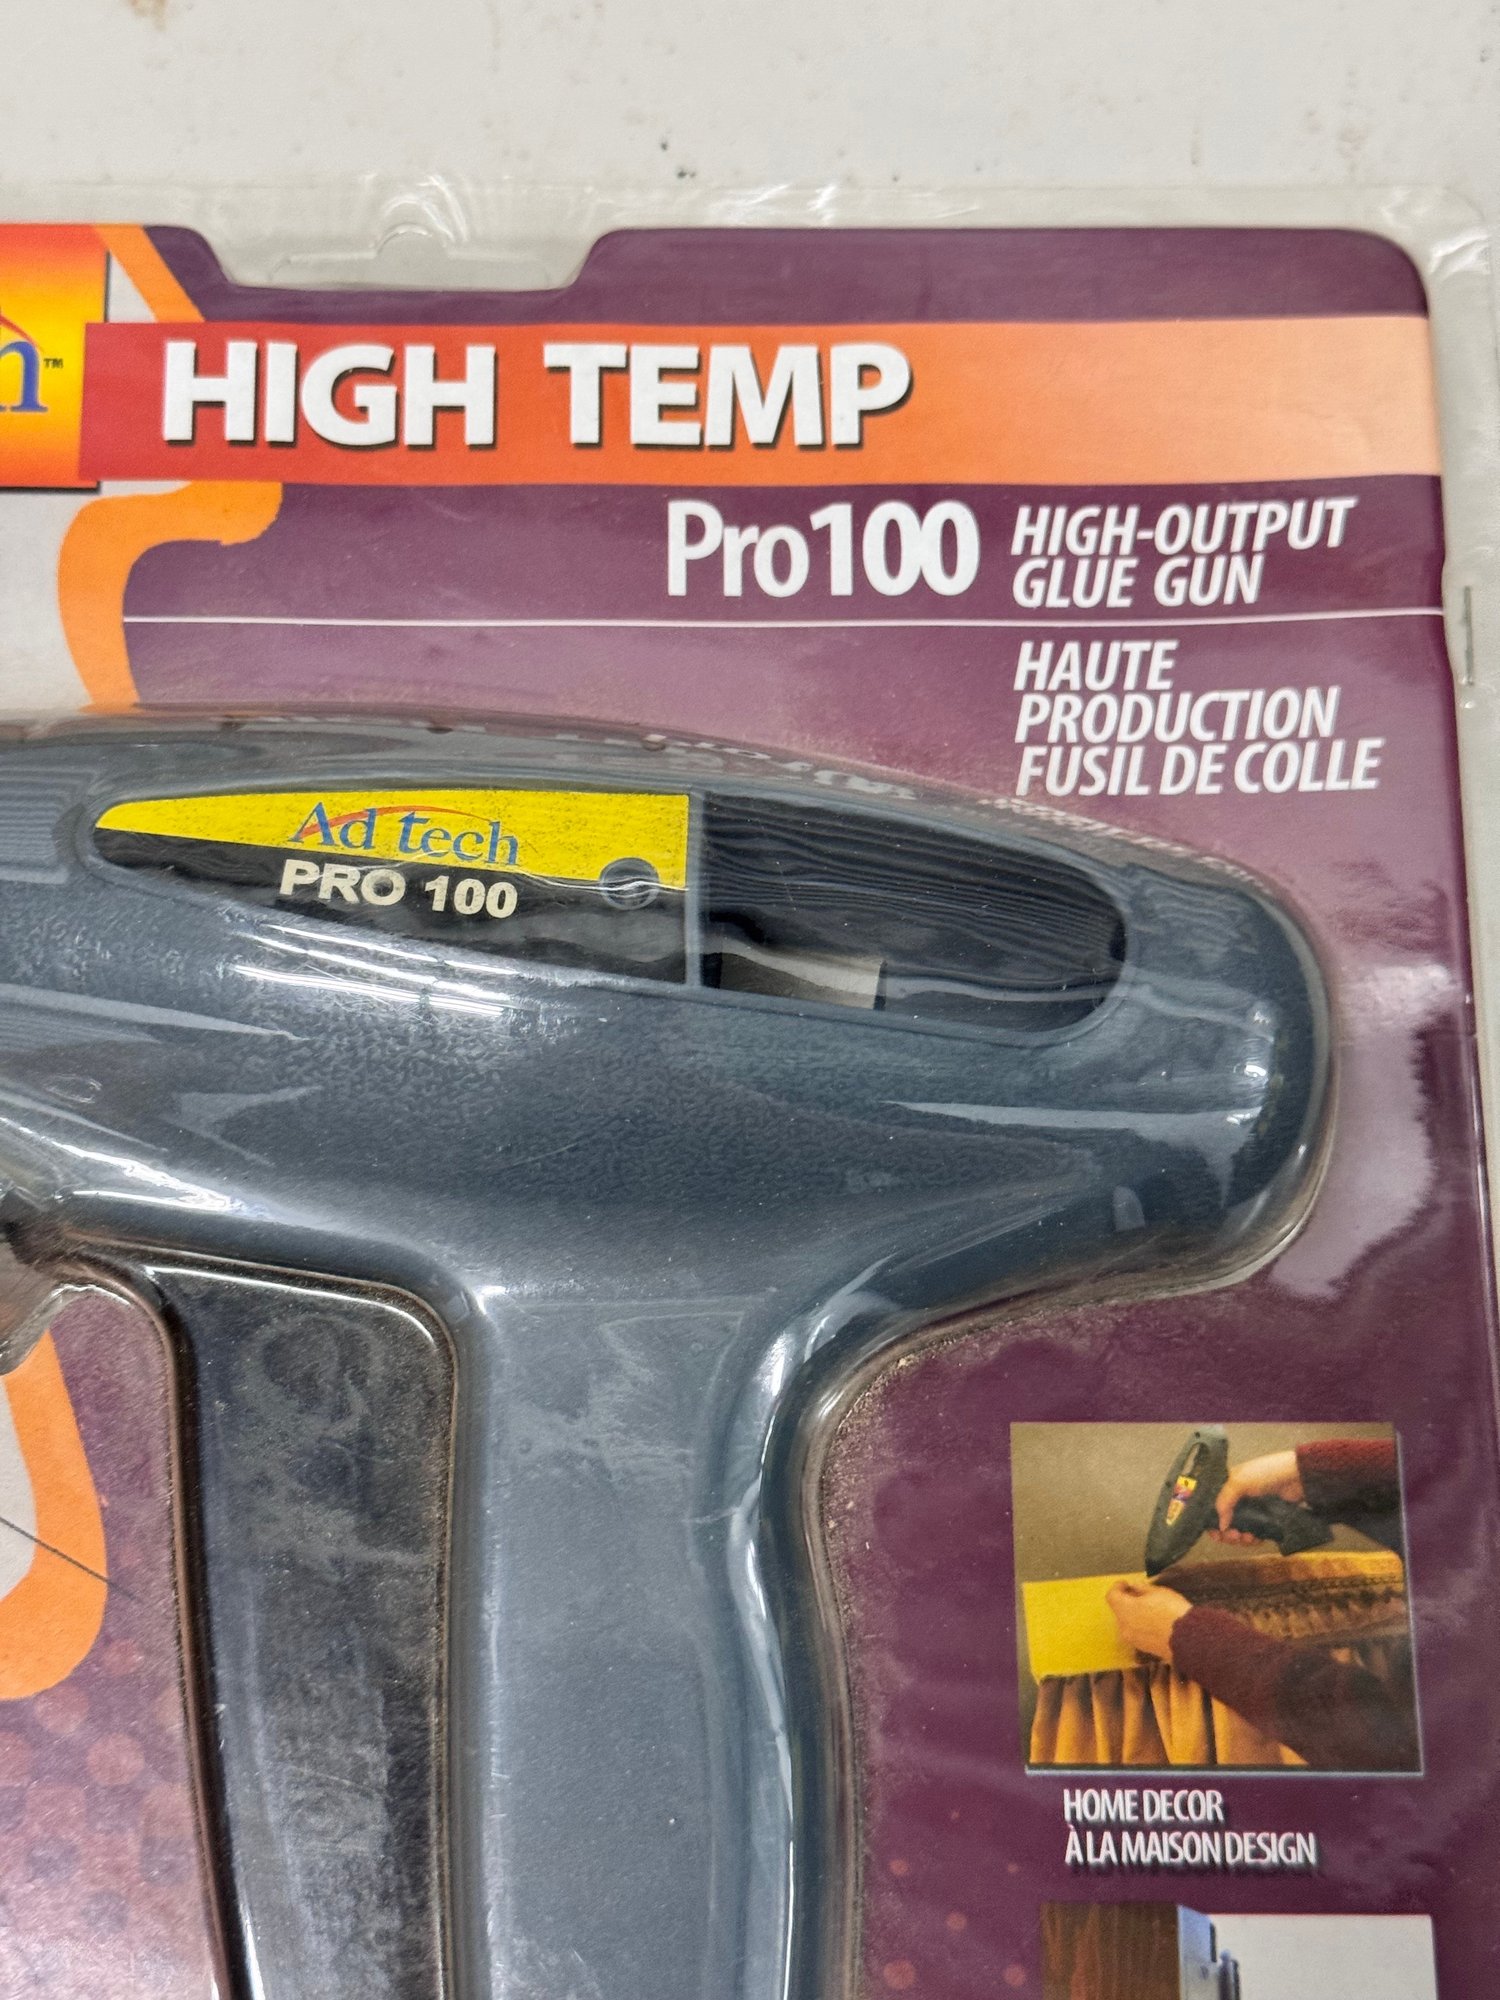 h™
HIGH TEMP
Pro100
HIGH-OUTPUT
GLUE GUN
HAUTE
PRODUCTION
FUSIL DE COLLE
Ad tech
PRO 100
HOME DECOR
À LA MAISON DESIGN